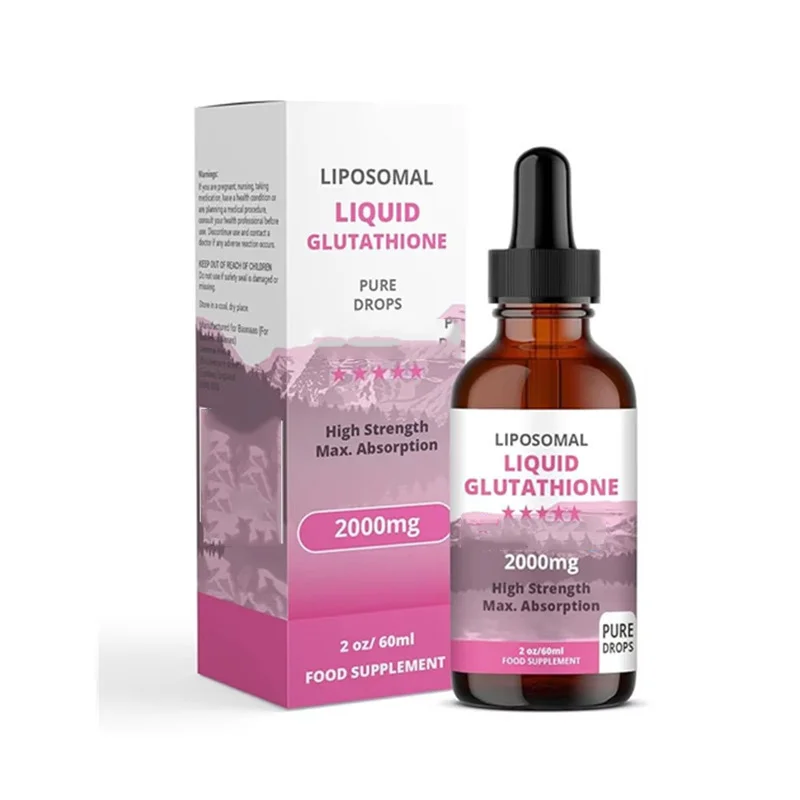 Warnings:
If you are pregnant, nursing, taking
medication, have a health condition or
are planning a medical procedure,
consult your health professional before
use. Discontinue use and contact a
doctor if any adverse reaction occurs.
KEEP OUT OF REACH OF CHILDREN
Do not use if safety seal is damaged or
missing.
Store in a cool, dry place.
Manufactured for
LIPOSOMAL
LIQUID
GLUTATHIONE
PURE
DROPS
High Strength
Max. Absorption
2000mg
2 oz/ 60ml
FOOD SUPPLEMENT
LIPOSOMAL
LIQUID
GLUTATHIONE
2000mg
High Strength
Max. Absorption
PURE
DROPS
2 oz/60ml
FOOD SUPPLEMENT